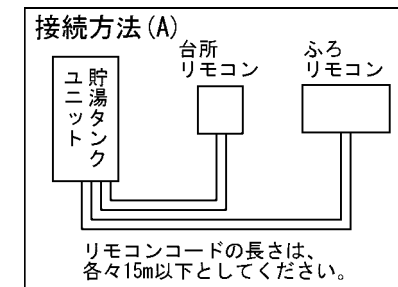 接続方法(A)
台所
リモコン
ふろ
リモコン
貯湯タンク
ユニット
リモコンコードの長さは、
各々15m以下としてください。